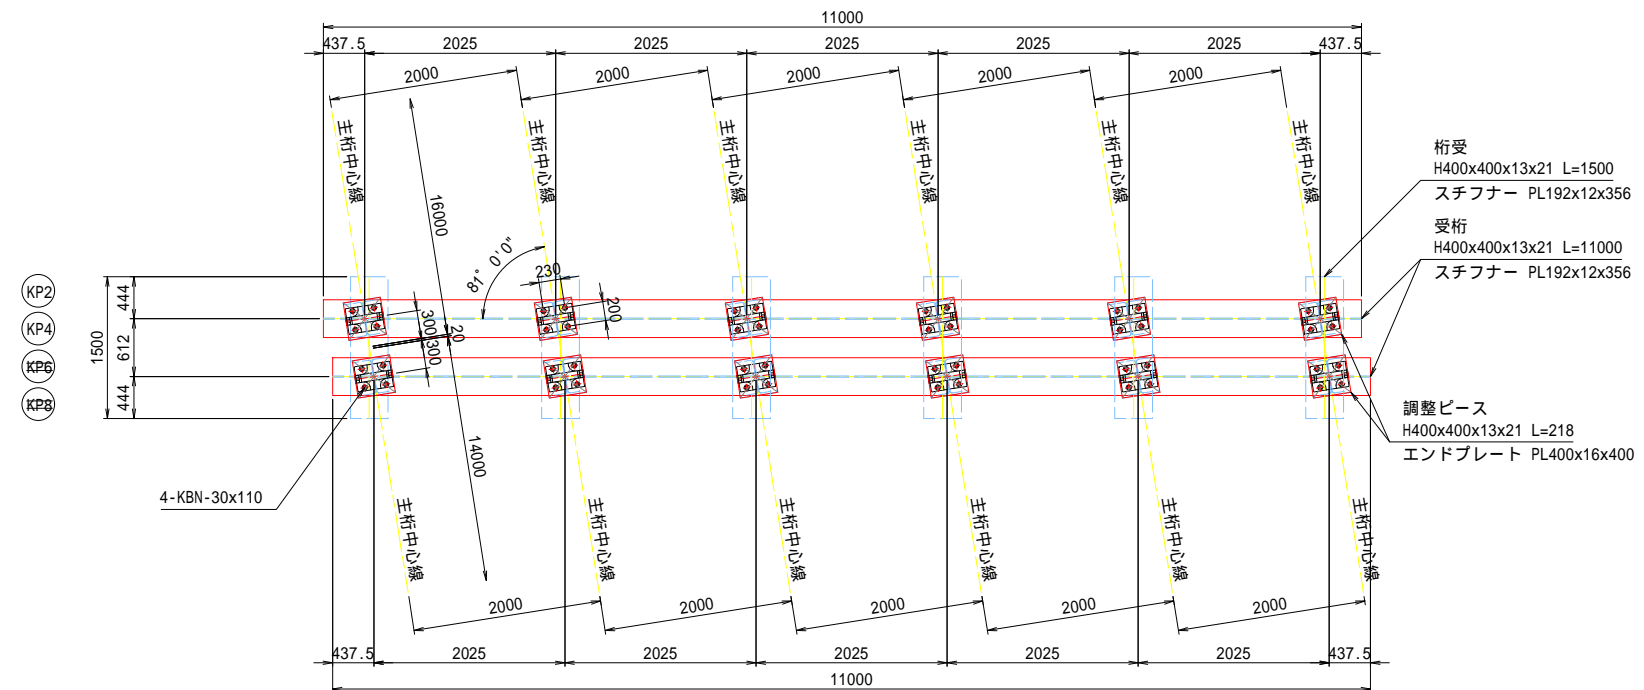 11000
437.5 2025 2025 2025 2025 2025 437.5
2000 2000 2000 2000 2000
主桁中心線 主桁中心線 主桁中心線 主桁中心線 主桁中心線 主桁中心線
桁受
H400x400x13x21 L=1500
スチフナー PL192x12x356
受桁
H400x400x13x21 L=11000
スチフナー PL192x12x356
16000
81° 0'0"
230
200
300
20
300
KP2
KP4
KP6
KP8
1500
444
612
444
14000
調整ピース
H400x400x13x21 L=218
エンドプレート PL400x16x400
4-KBN-30x110
主桁中心線 主桁中心線 主桁中心線 主桁中心線 主桁中心線 主桁中心線
2000 2000 2000 2000 2000
437.5 2025 2025 2025 2025 2025 437.5
11000